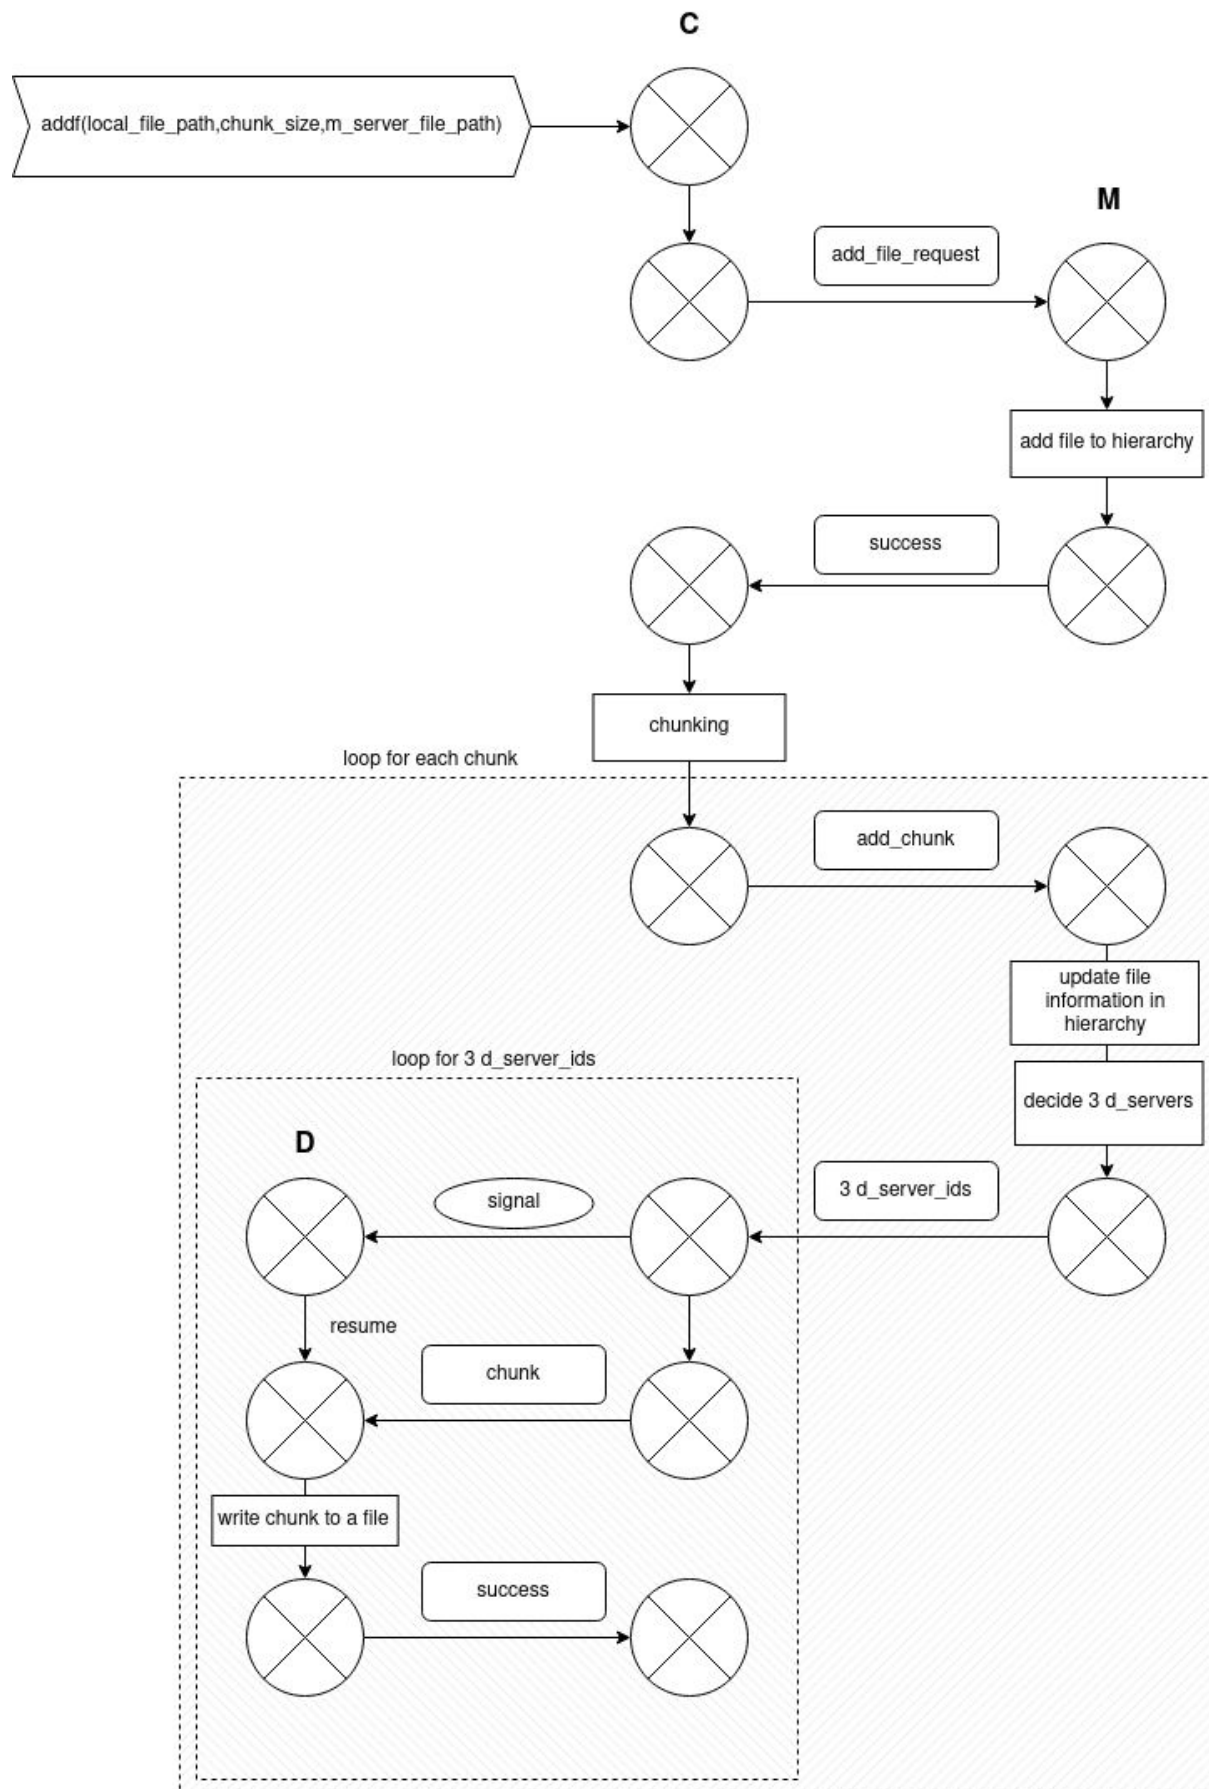 C
addf(local_file_path,chunk_size,m_server_file_path)
M
add_file_request
add file to hierarchy
success
chunking
loop for each chunk
add_chunk
update file
information in
hierarchy
loop for 3 d_server_ids
decide 3 d_servers
D
3 d_server_ids
signal
resume
chunk
write chunk to a file
success